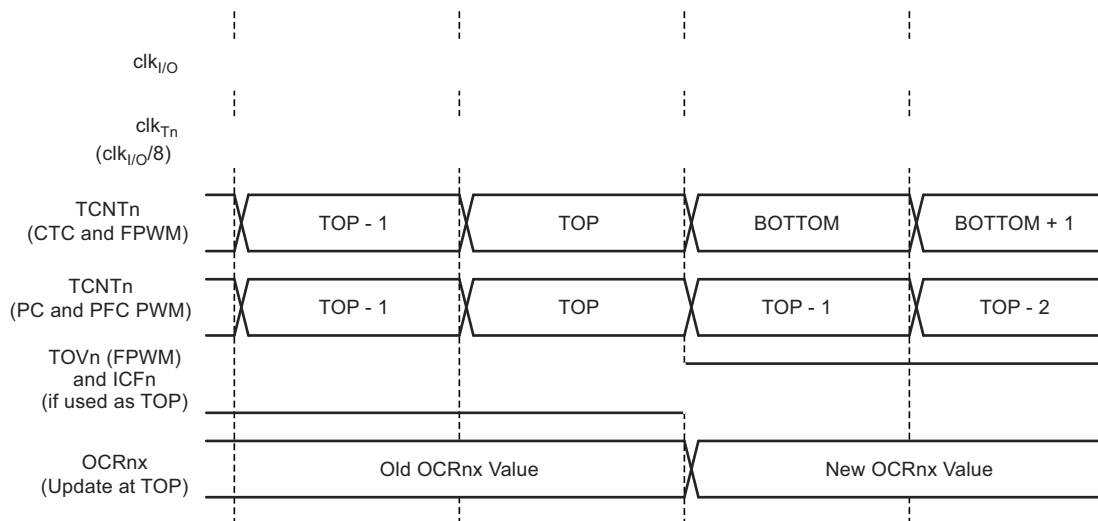 clkI/O
clkTn
(clkI/O/8)
TCNTn
(CTC and FPWM)
TOP - 1
TOP
BOTTOM
BOTTOM + 1
TCNTn
(PC and PFC PWM)
TOP - 1
TOP
TOP - 1
TOP - 2
TOVn (FPWM)
and ICFn
(if used as TOP)
OCRnx
(Update at TOP)
Old OCRnx Value
New OCRnx Value